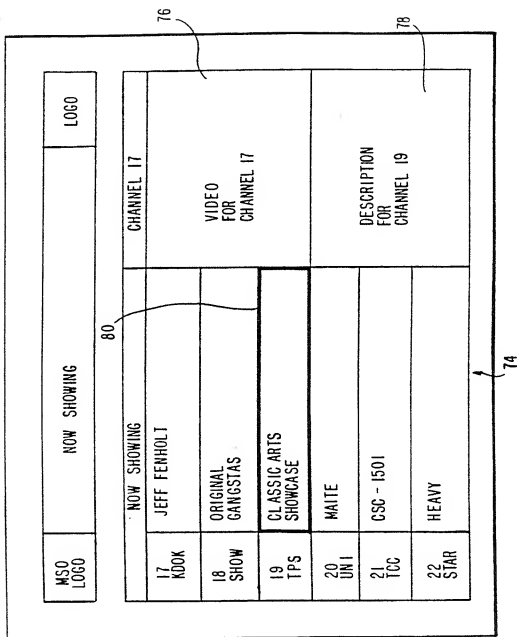 MSO
LOGO
NOW SHOWING
LOGO
NOW SHOWING
CHANNEL 17
17
KDOK
JEFF FENHOLT
18
SHOW
ORIGINAL
GANGSTAS
19
TPS
CLASSIC ARTS
SHOWCASE
20
UNI
MAITE
21
TCC
CSC - 1501
22
STAR
HEAVY
VIDEO
FOR
CHANNEL 17
DESCRIPTION
FOR
CHANNEL 19
80
76
78
74